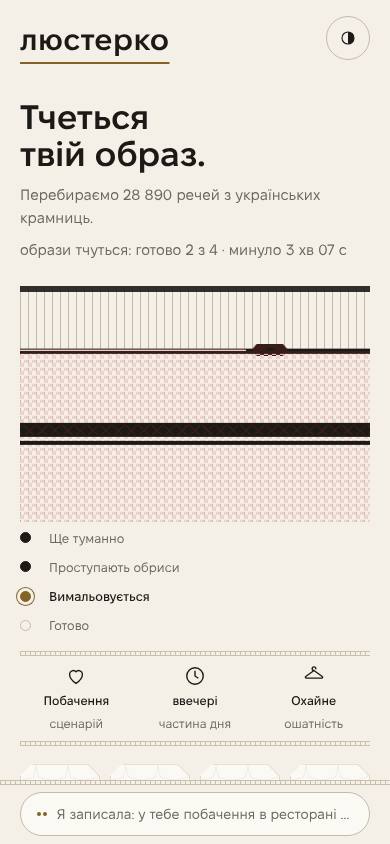 люстерко
Тчеться
твій образ.
Перебираємо 28 890 речей з українських
крамниць.
образи тчуться: готово 2 з 4 · минуло 3 хв 07 с
Ще туманно
Проступають обриси
Вимальовується
Готово
Побачення
сценарій
ввечері
частина дня
Охайне
ошатність
Я записала: у тебе побачення в ресторані ...